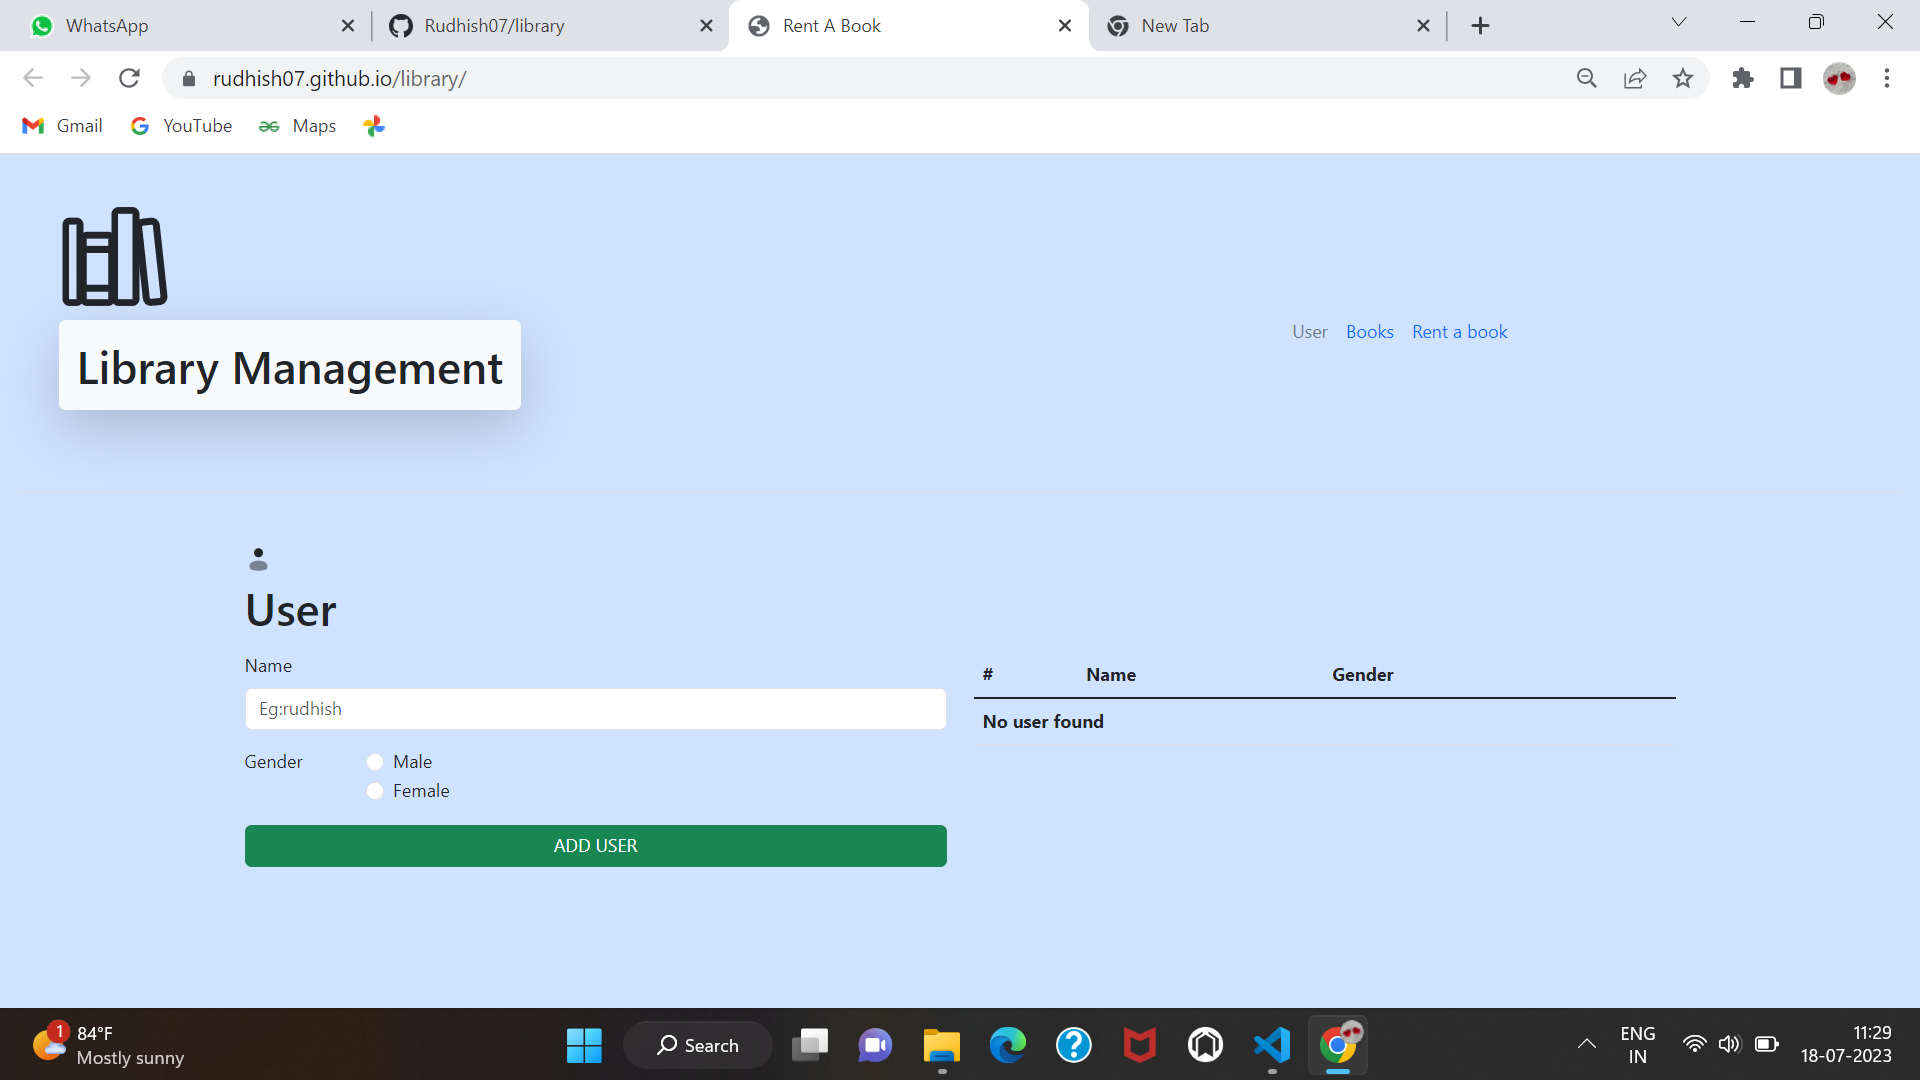 WhatsApp
Rudhish07/library
Rent A Book
New Tab
rudhish07.github.io/library/
Gmail
YouTube
Maps
Library Management
User Books Rent a book
User
Name
Eg:rudhish
Gender
Male
Female
ADD USER
# Name Gender
No user found
1
84°F
Mostly sunny
Search
ENG
IN
11:29
18-07-2023